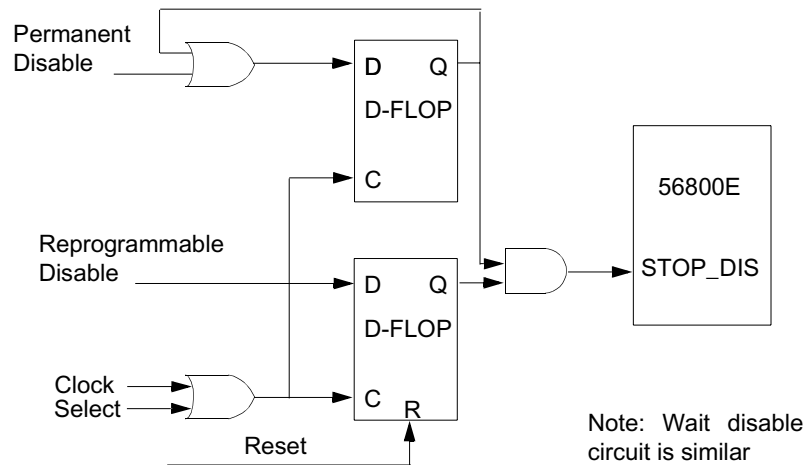 Permanent
Disable
D Q
D-FLOP
C
56800E
STOP_DIS
Reprogrammable
Disable
D Q
D-FLOP
C
R
Clock
Select
Reset
Note: Wait disable
circuit is similar